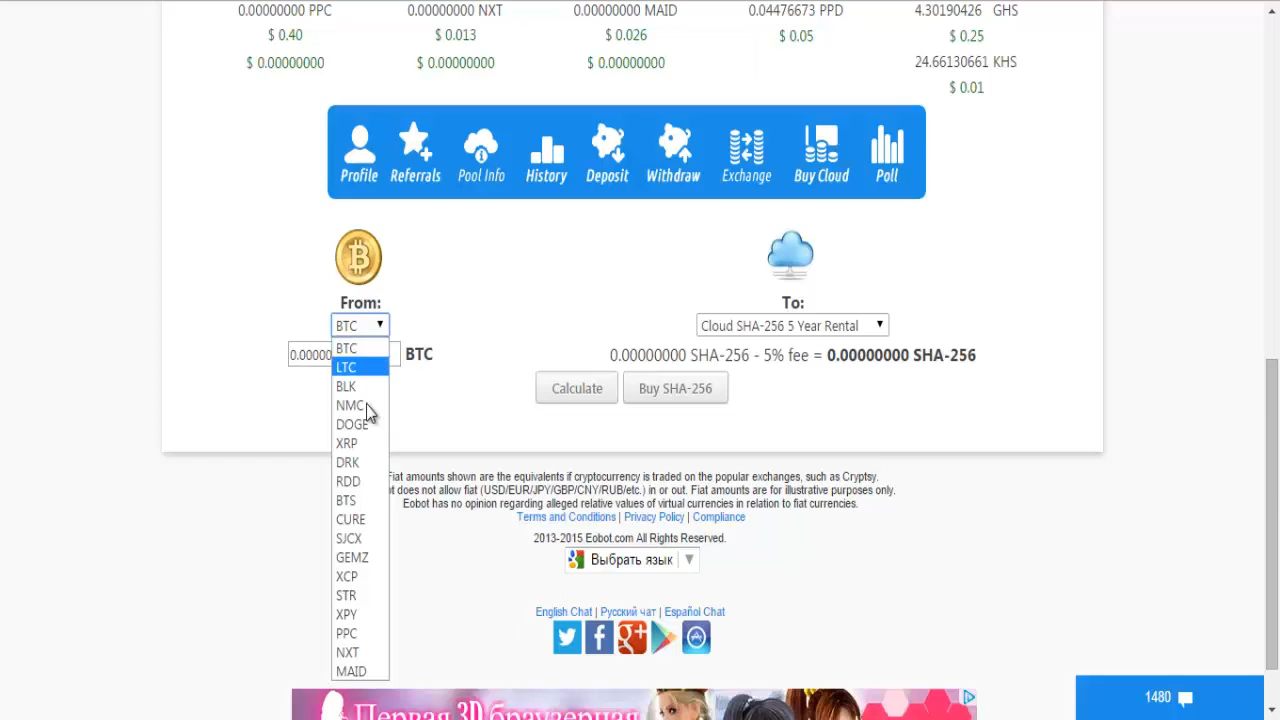 0.00000000 PPC 0.00000000 NXT 0.00000000 MAID 0.04476673 PPD 4.30190426 GHS
$ 0.40 $ 0.013 $ 0.026 $ 0.05 $ 0.25
$ 0.00000000 $ 0.00000000 $ 0.00000000 24.66130661 KHS
$ 0.01
Profile Referrals Pool Info History Deposit Withdraw Exchange Buy Cloud Poll
From: To:
BTC Cloud SHA-256 5 Year Rental
0.00000 BTC 0.00000000 SHA-256 - 5% fee = 0.00000000 SHA-256
Calculate Buy SHA-256
BTC
LTC
BLK
NMC
DOGE
XRP
DRK
RDD
BTS
CURE
SJCX
GEMZ
XCP
STR
XPY
PPC
NXT
MAID
Fiat amounts shown are the equivalents if cryptocurrency is traded on the popular exchanges, such as Cryptsy.
does not allow fiat (USD/EUR/JPY/GBP/CNY/RUB/etc.) in or out. Fiat amounts are for illustrative purposes only.
Eobot has no opinion regarding alleged relative values of virtual currencies in relation to fiat currencies.
Terms and Conditions | Privacy Policy | Compliance
2013-2015 Eobot.com All Rights Reserved.
Выбрать язык
English Chat | Русский чат | Español Chat
Первая 3D браузерная
1480